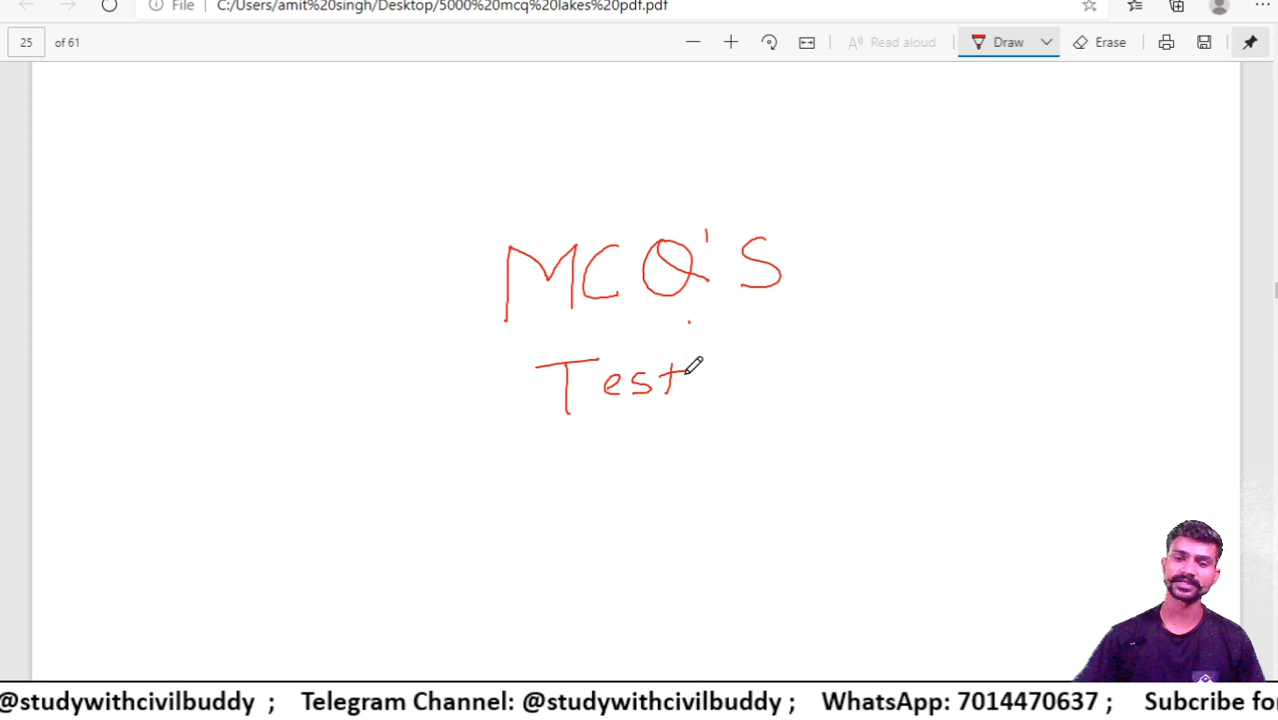 File C:/Users/amit%20singh/Desktop/5000%20mcq%20lakes%20pdf.pdf
25 of 61 Read aloud Draw Erase
MCQ'S
Test
@studywithcivilbuddy ; Telegram Channel: @studywithcivilbuddy ; WhatsApp: 7014470637 ; Subcribe fo